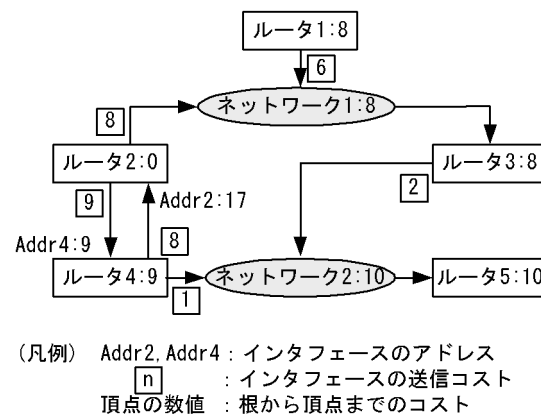 ルータ1:8
6
ネットワーク1:8
8
ルータ2:0
ルータ3:8
2
9
Addr2:17
Addr4:9
8
ルータ4:9
ネットワーク2:10
ルータ5:10
1
(凡例) Addr2,Addr4:インタフェースのアドレス
n :インタフェースの送信コスト
頂点の数値 :根から頂点までのコスト